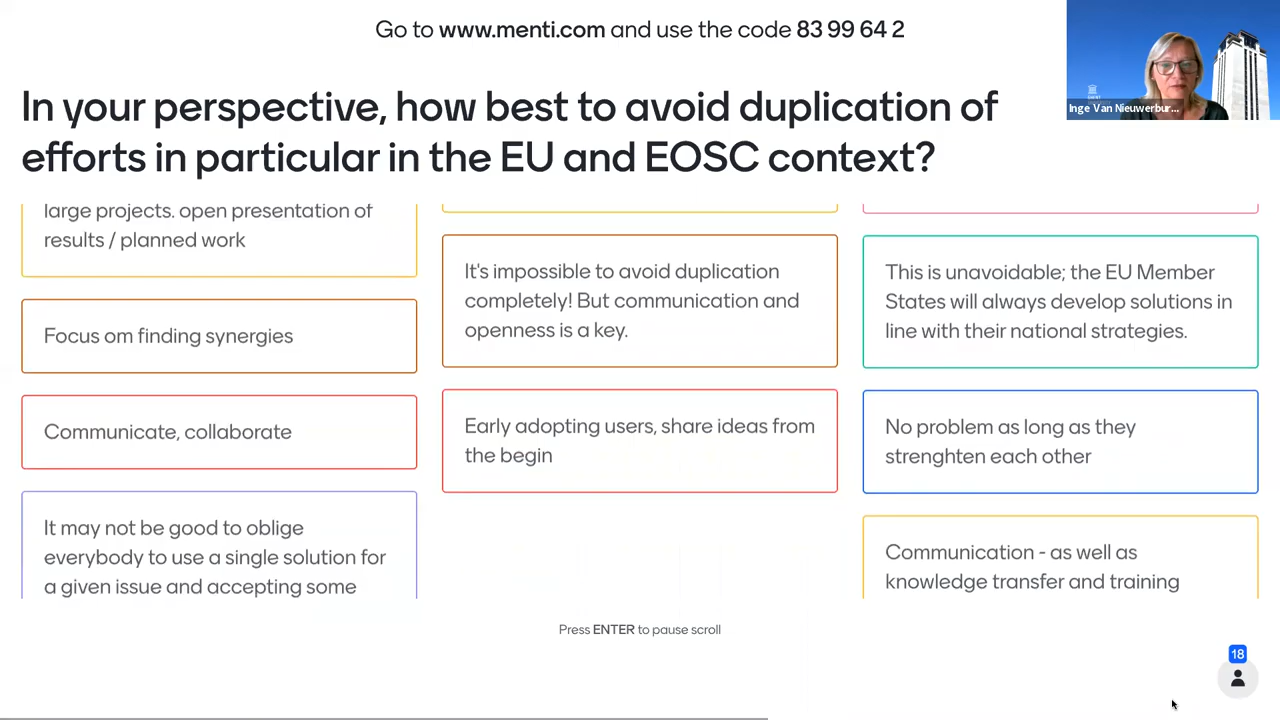 Go to www.menti.com and use the code 83 99 64 2
Inge Van Nieuwerbur...
In your perspective, how best to avoid duplication of
efforts in particular in the EU and EOSC context?
large projects. open presentation of
results / planned work
Focus om finding synergies
Communicate, collaborate
It may not be good to oblige
everybody to use a single solution for
a given issue and accepting some
It's impossible to avoid duplication
completely! But communication and
openness is a key.
Early adopting users, share ideas from
the begin
This is unavoidable; the EU Member
States will always develop solutions in
line with their national strategies.
No problem as long as they
strenghten each other
Communication - as well as
knowledge transfer and training
Press ENTER to pause scroll
18